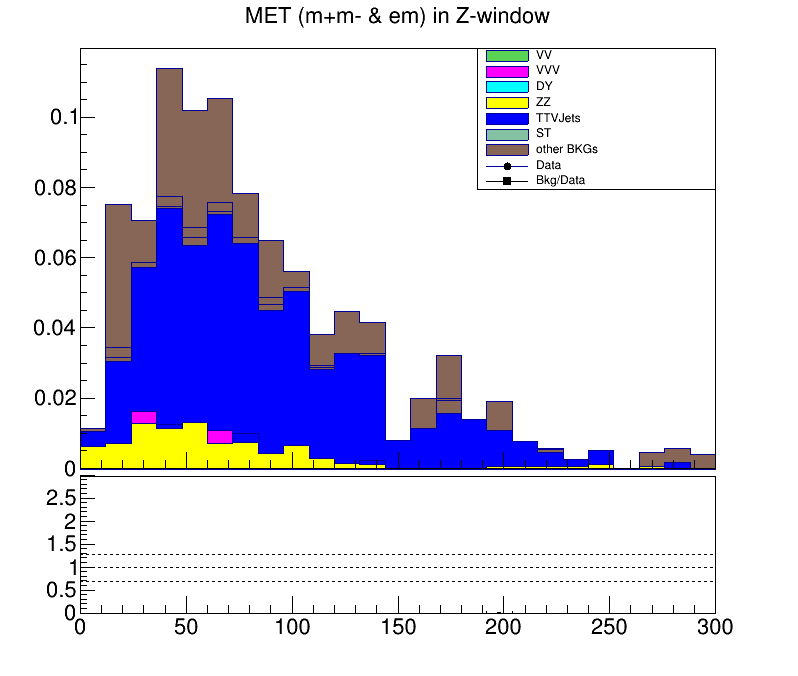 MET (m+m- & em) in Z-window
VV
VVV
DY
ZZ
TTVJets
ST
other BKGs
Data
Bkg/Data
0.1
0.08
0.06
0.04
0.02
0
2.5
2
1.5
1
0.5
0
0 50 100 150 200 250 300